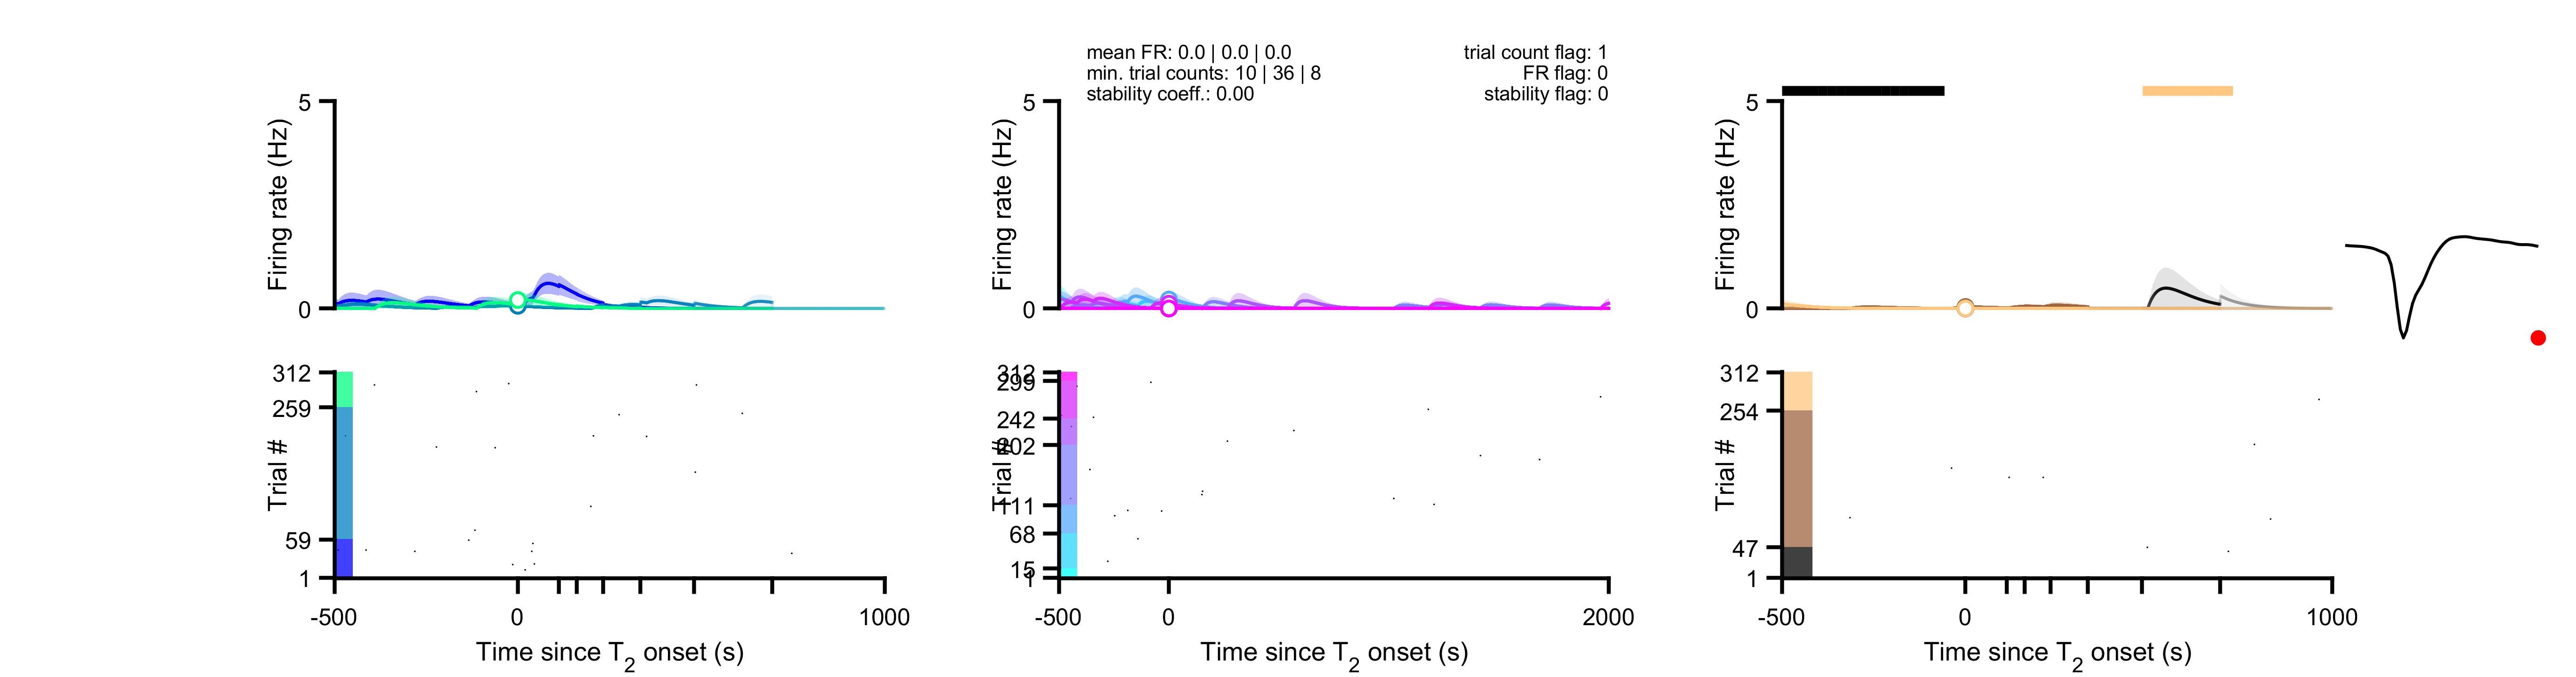 mean FR: 0.0 | 0.0 | 0.0
min. trial counts: 10 | 36 | 8
stability coeff.: 0.00
trial count flag: 1
FR flag: 0
stability flag: 0
5
0
Firing rate (Hz)
312
259
59
1
Trial #
-500
0
1000
Time since T2 onset (s)
5
0
Firing rate (Hz)
312
299
242
202
111
68
15
1
Trial #
-500
0
2000
Time since T2 onset (s)
5
0
Firing rate (Hz)
312
254
47
1
Trial #
-500
0
1000
Time since T2 onset (s)